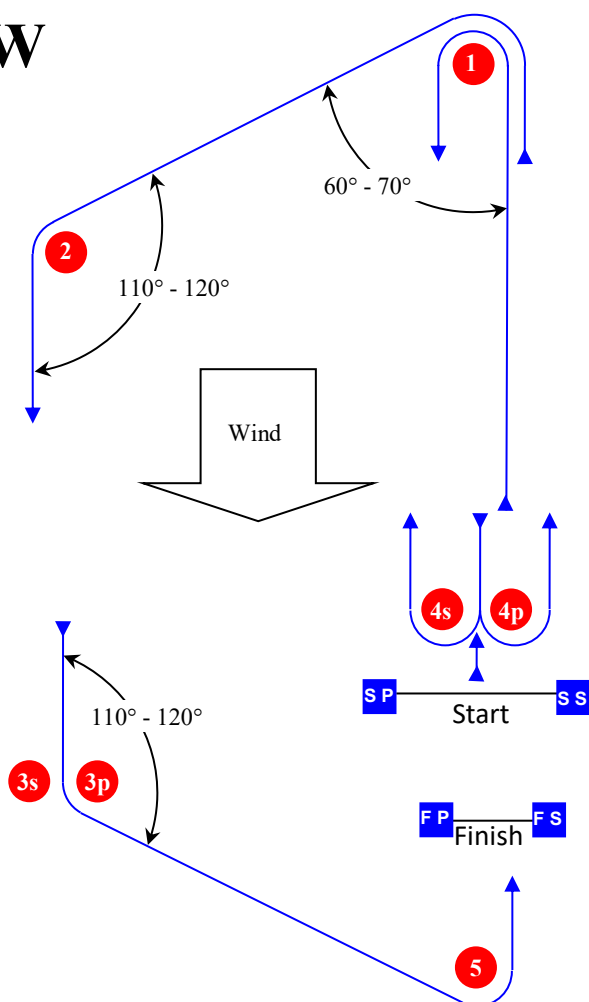 W
1
60° - 70°
2
110° - 120°
Wind
4s 4p
S P S S
Start
110° - 120°
3s 3p
F P F S
Finish
5